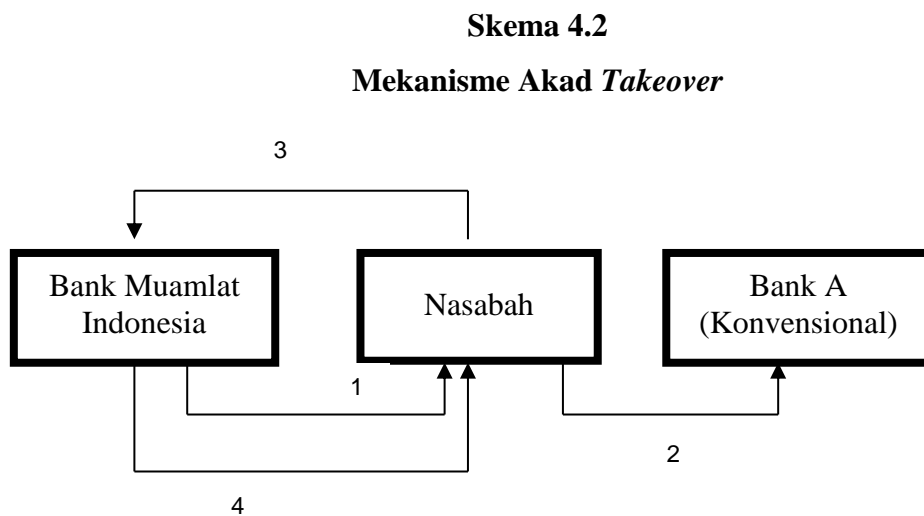 Skema 4.2
Mekanisme Akad Takeover
3
Bank Muamlat
Indonesia
Nasabah
Bank A
(Konvensional)
1
2
4